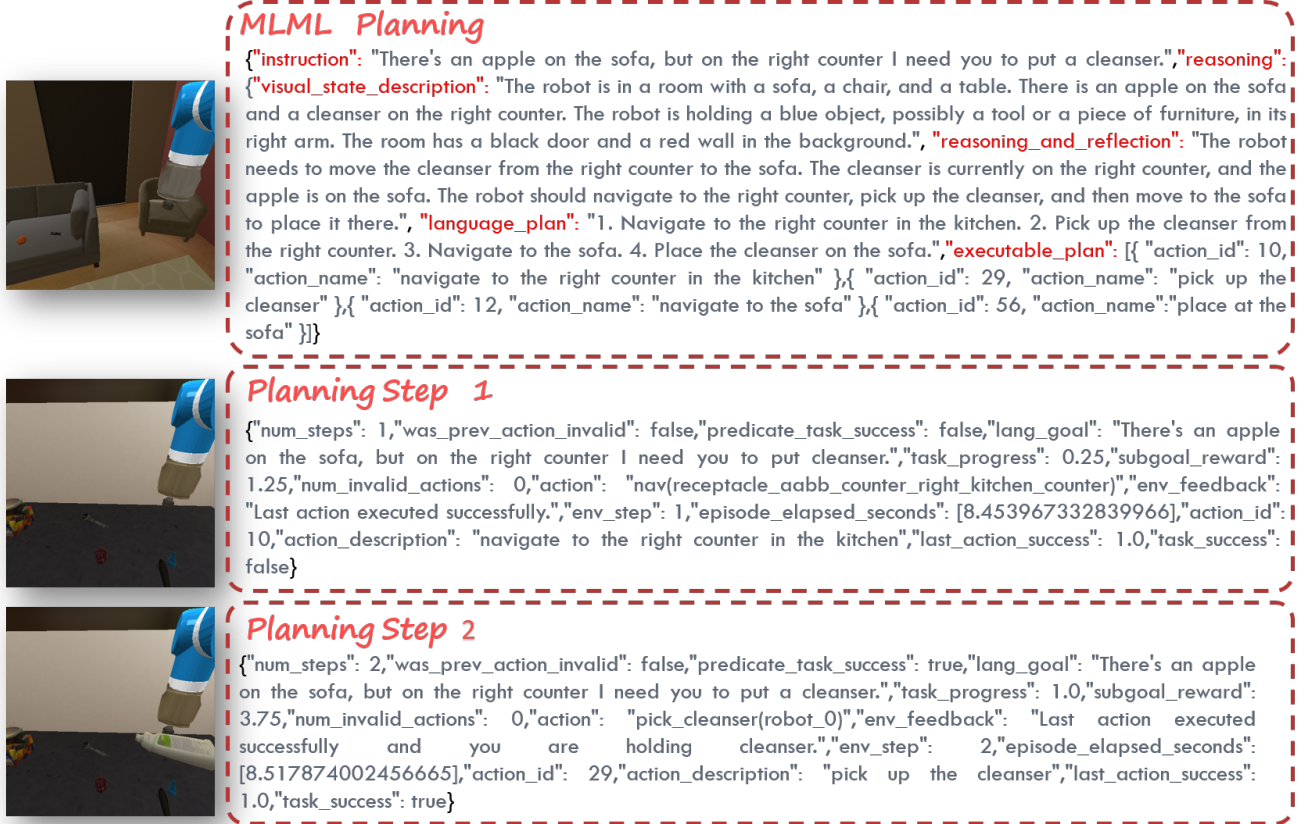 MLML Planning
{"instruction": "There's an apple on the sofa, but on the right counter I need you to put a cleanser.","reasoning":
{"visual_state_description": "The robot is in a room with a sofa, a chair, and a table. There is an apple on the sofa
and a cleanser on the right counter. The robot is holding a blue object, possibly a tool or a piece of furniture, in its
right arm. The room has a black door and a red wall in the background.", "reasoning_and_reflection": "The robot
needs to move the cleanser from the right counter to the sofa. The cleanser is currently on the right counter, and the
apple is on the sofa. The robot should navigate to the right counter, pick up the cleanser, and then move to the sofa
to place it there.", "language_plan": "1. Navigate to the right counter in the kitchen. 2. Pick up the cleanser from
the right counter. 3. Navigate to the sofa. 4. Place the cleanser on the sofa.","executable_plan": [{ "action_id": 10,
"action_name": "navigate to the right counter in the kitchen" },{ "action_id": 29, "action_name": "pick up the
cleanser" },{ "action_id": 12, "action_name": "navigate to the sofa" },{ "action_id": 56, "action_name":"place at the
sofa" }]}
Planning Step 1
{"num_steps": 1,"was_prev_action_invalid": false,"predicate_task_success": false,"lang_goal": "There's an apple
on the sofa, but on the right counter I need you to put cleanser.","task_progress": 0.25,"subgoal_reward":
1.25,"num_invalid_actions": 0,"action": "nav(receptacle_aabb_counter_right_kitchen_counter)","env_feedback":
"Last action executed successfully.","env_step": 1,"episode_elapsed_seconds": [8.453967332839966],"action_id":
10,"action_description": "navigate to the right counter in the kitchen","last_action_success": 1.0,"task_success":
false}
Planning Step 2
{"num_steps": 2,"was_prev_action_invalid": false,"predicate_task_success": true,"lang_goal": "There's an apple
on the sofa, but on the right counter I need you to put a cleanser.","task_progress": 1.0,"subgoal_reward":
3.75,"num_invalid_actions": 0,"action": "pick_cleanser(robot_0)","env_feedback": "Last action executed
successfully and you are holding cleanser.","env_step": 2,"episode_elapsed_seconds":
[8.517874002456665],"action_id": 29,"action_description": "pick up the cleanser","last_action_success":
1.0,"task_success": true}